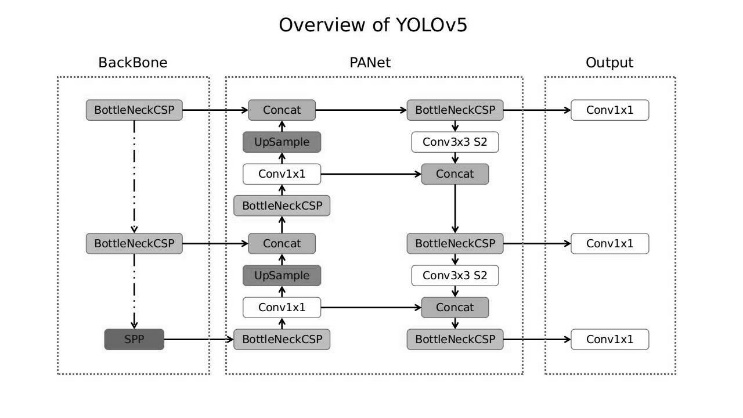 Overview of YOLOv5
BackBone
PANet
Output
BottleNeckCSP
Concat
BottleNeckCSP
Conv1x1
UpSample
Conv3x3 S2
Conv1x1
Concat
BottleNeckCSP
BottleNeckCSP
Concat
BottleNeckCSP
Conv1x1
UpSample
Conv3x3 S2
Conv1x1
Concat
SPP
BottleNeckCSP
BottleNeckCSP
Conv1x1